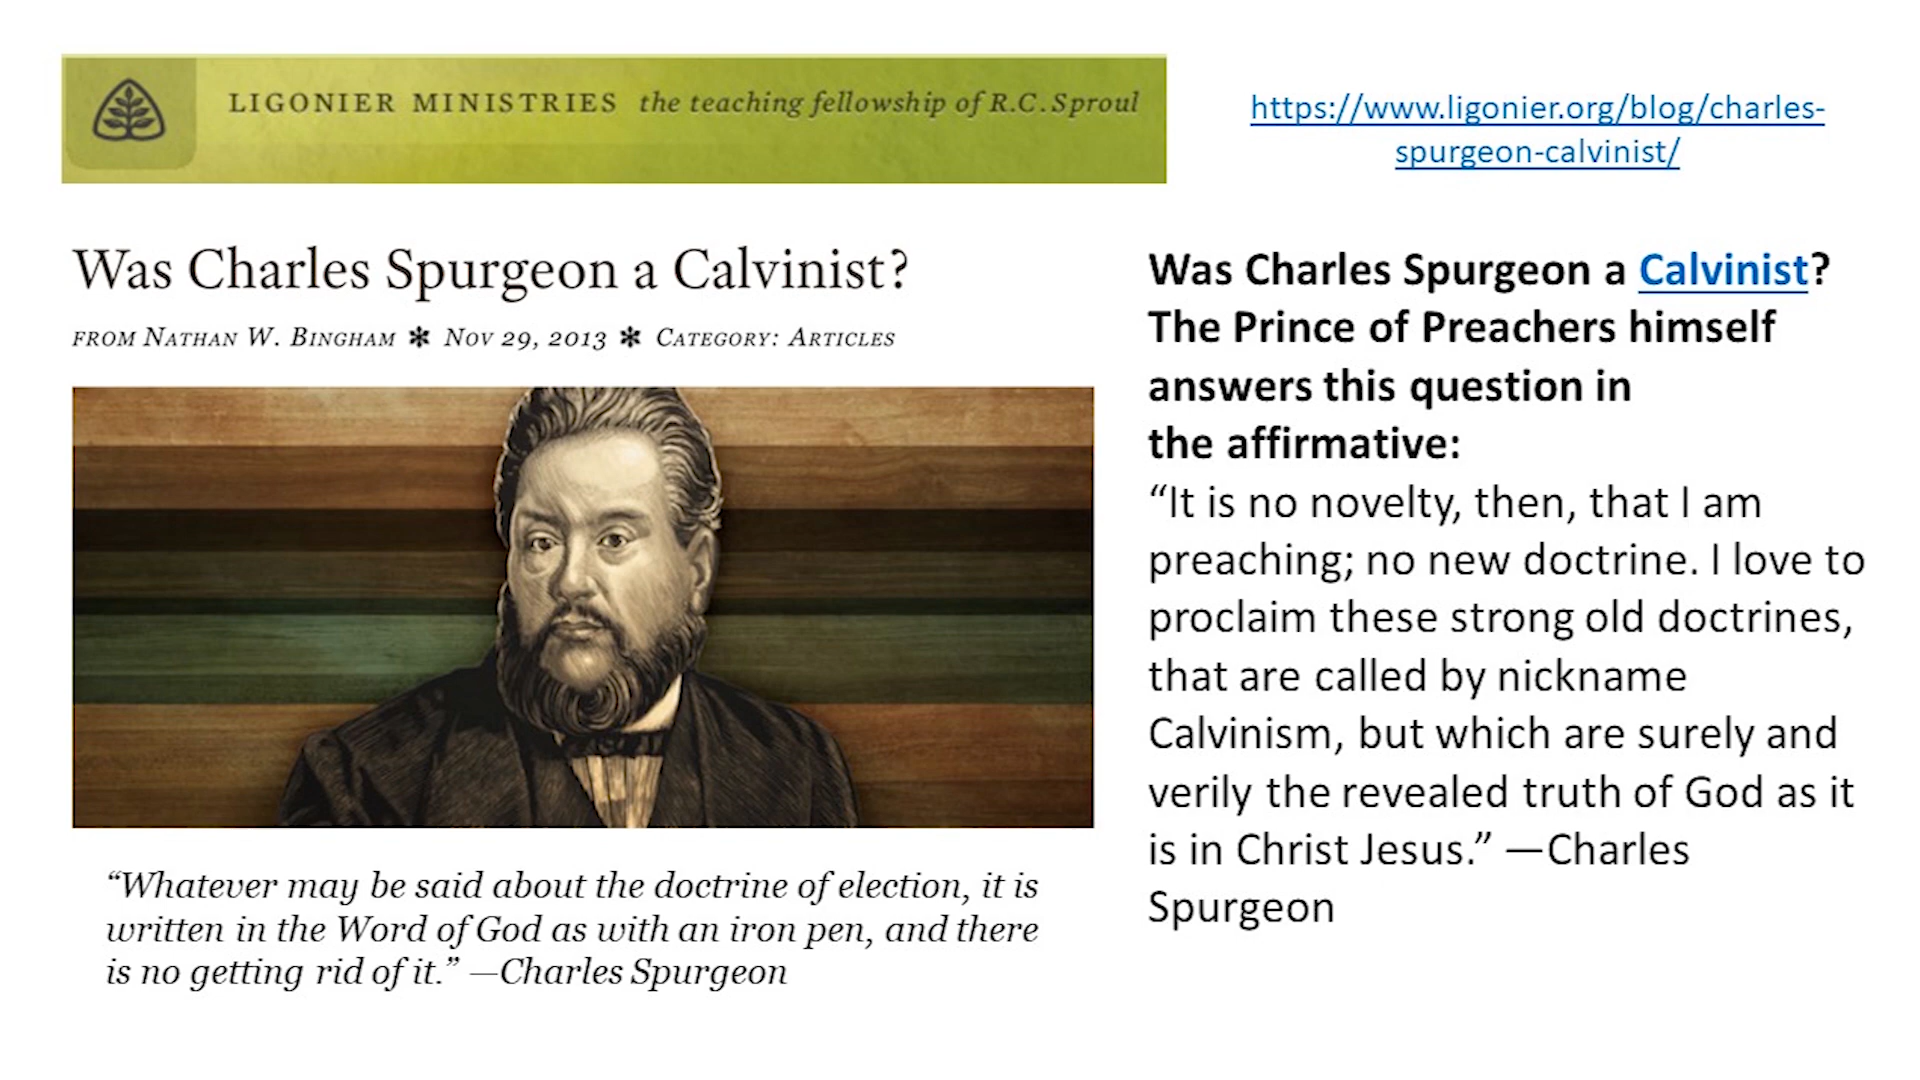 LIGONIER MINISTRIES the teaching fellowship of R.C. Sproul
https://www.ligonier.org/blog/charles-
spurgeon-calvinist/
Was Charles Spurgeon a Calvinist?
FROM NATHAN W. BINGHAM ✻ NOV 29, 2013 ✻ CATEGORY: ARTICLES
“Whatever may be said about the doctrine of election, it is
written in the Word of God as with an iron pen, and there
is no getting rid of it.” —Charles Spurgeon
Was Charles Spurgeon a Calvinist?
The Prince of Preachers himself
answers this question in
the affirmative:
“It is no novelty, then, that I am
preaching; no new doctrine. I love to
proclaim these strong old doctrines,
that are called by nickname
Calvinism, but which are surely and
verily the revealed truth of God as it
is in Christ Jesus.” —Charles
Spurgeon